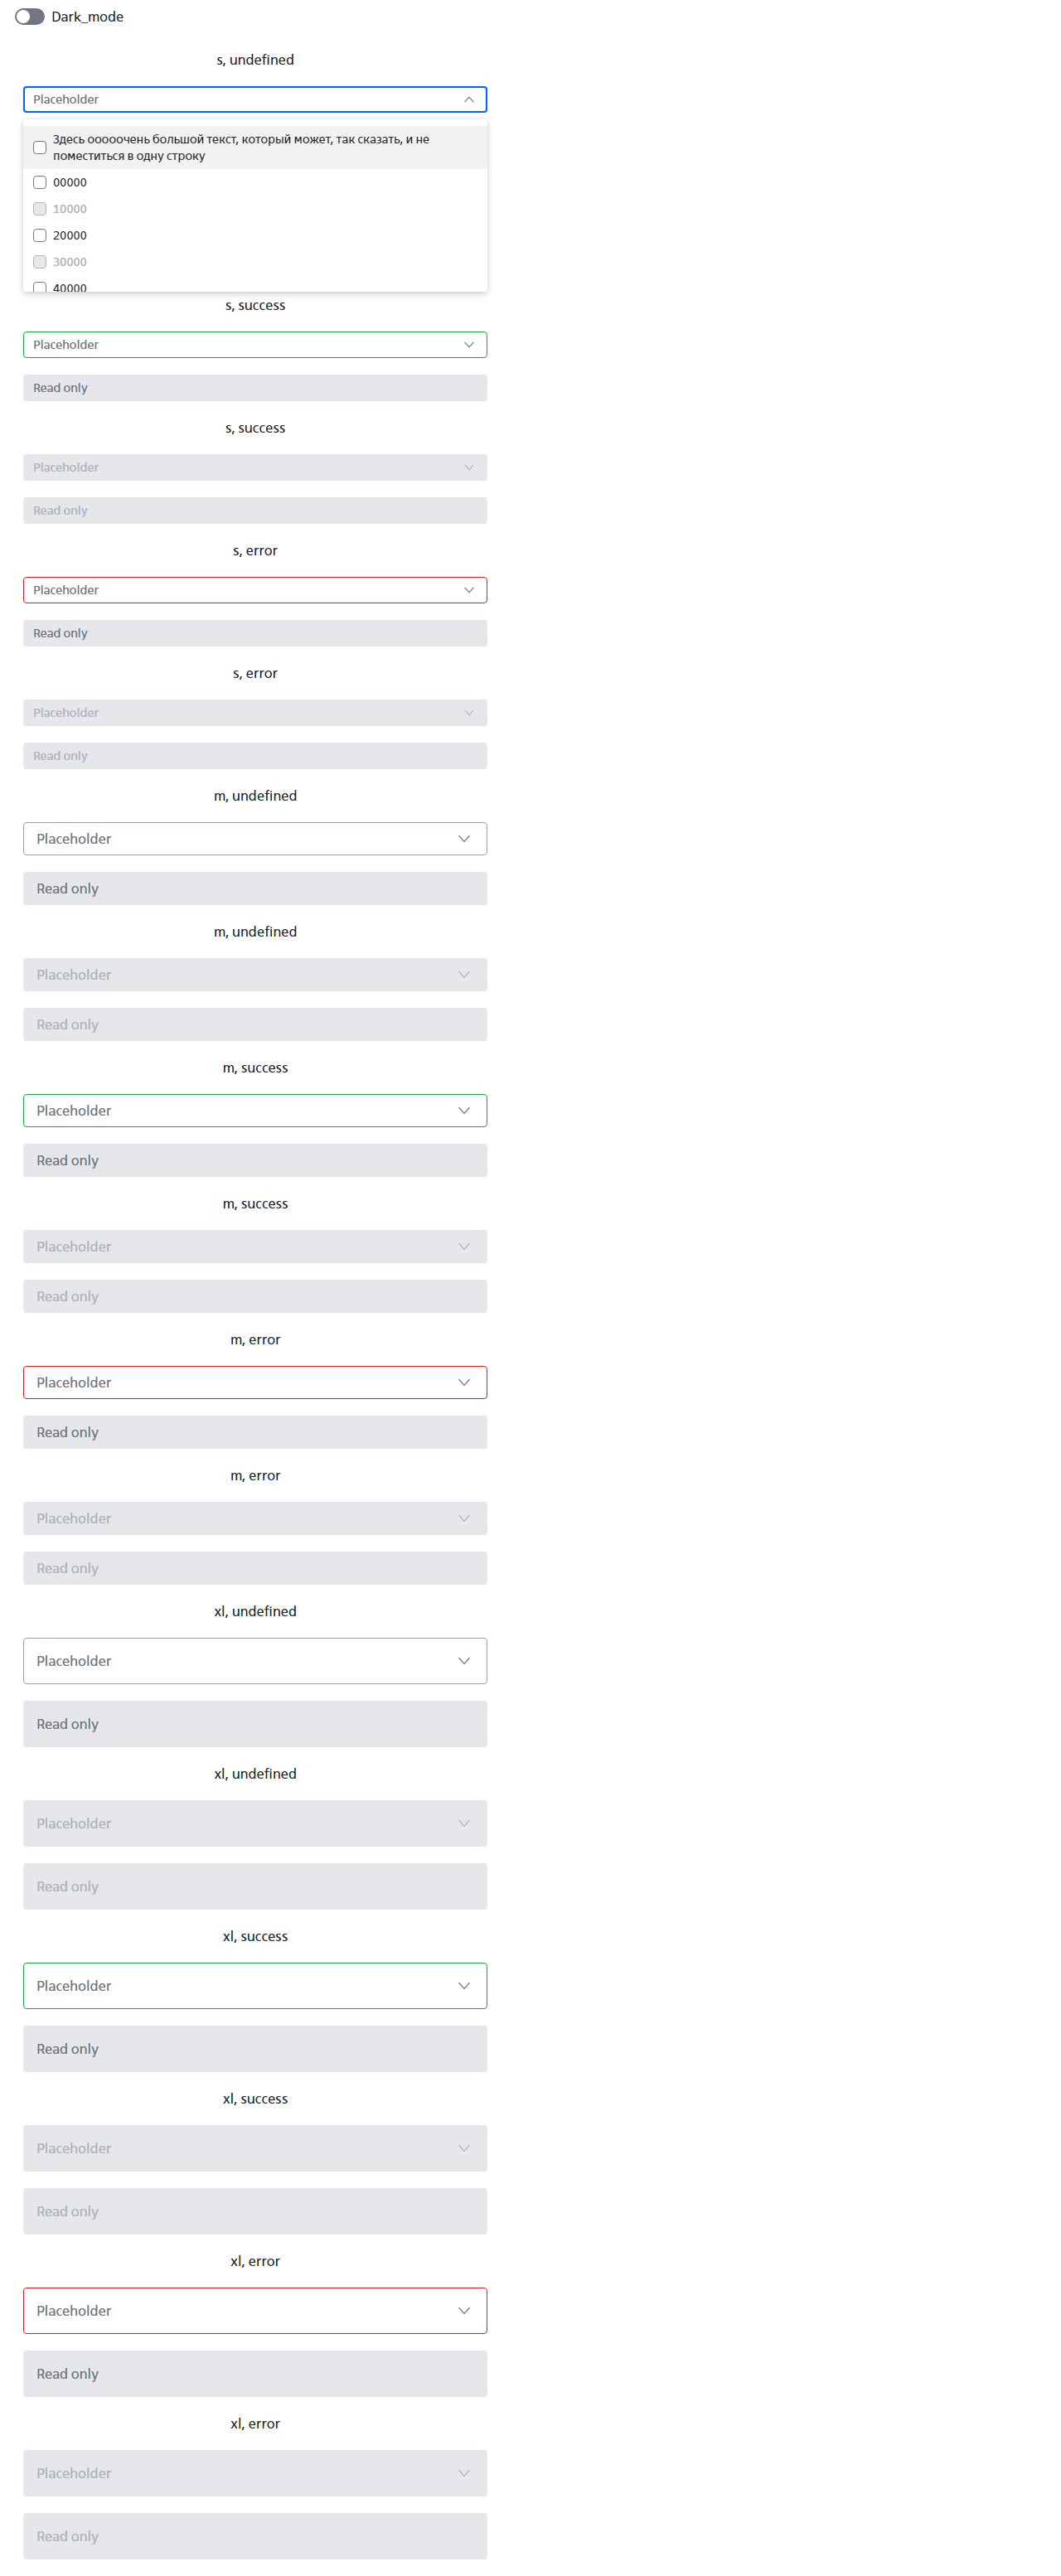 Dark_mode
s, undefined
Placeholder
Здесь ооооочень большой текст, который может, так сказать, и не
поместиться в одну строку
00000
10000
20000
30000
40000
s, success
Placeholder
Read only
s, success
Placeholder
Read only
s, error
Placeholder
Read only
s, error
Placeholder
Read only
m, undefined
Placeholder
Read only
m, undefined
Placeholder
Read only
m, success
Placeholder
Read only
m, success
Placeholder
Read only
m, error
Placeholder
Read only
m, error
Placeholder
Read only
xl, undefined
Placeholder
Read only
xl, undefined
Placeholder
Read only
xl, success
Placeholder
Read only
xl, success
Placeholder
Read only
xl, error
Placeholder
Read only
xl, error
Placeholder
Read only